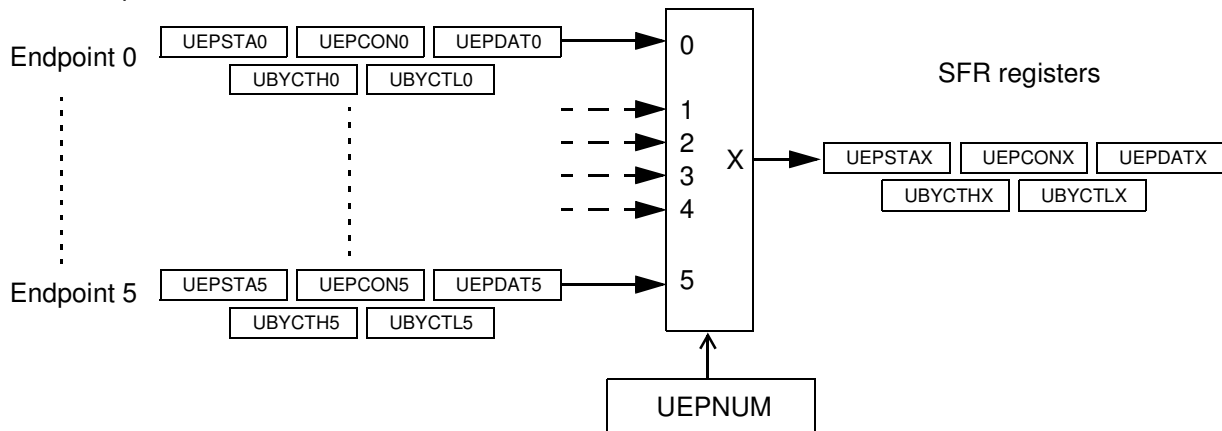 Endpoint 0
UEPSTA0 UEPCON0 UEPDAT0
UBYCTH0 UBYCTL0
0
1
2
3
4
5
X
SFR registers
UEPSTAX UEPCONX UEPDATX
UBYCTHX UBYCTLX
Endpoint 5
UEPSTA5 UEPCON5 UEPDAT5
UBYCTH5 UBYCTL5
UEPNUM